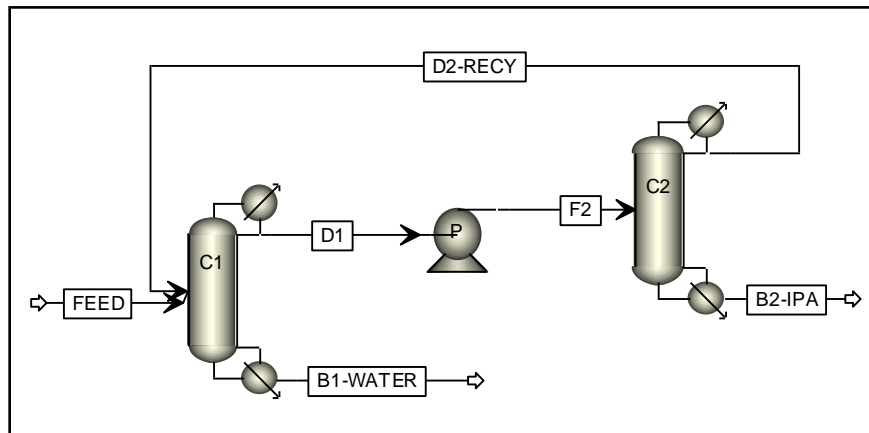 D2-RECY
C2
F2
P
D1
C1
FEED
B2-IPA
B1-WATER